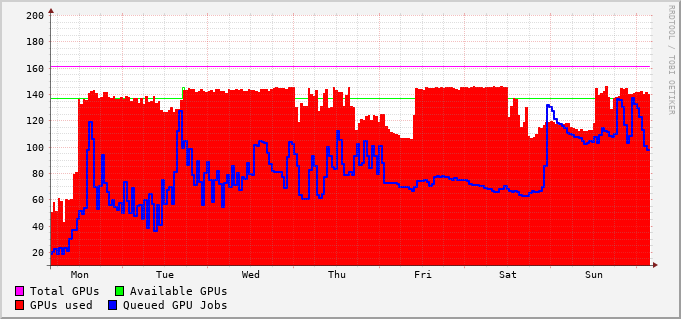 200
180
160
140
120
100
80
60
40
20
Mon Tue Wed Thu Fri Sat Sun
Total GPUs Available GPUs
GPUs used Queued GPU Jobs
RRDTOOL / TOBI OETIKER